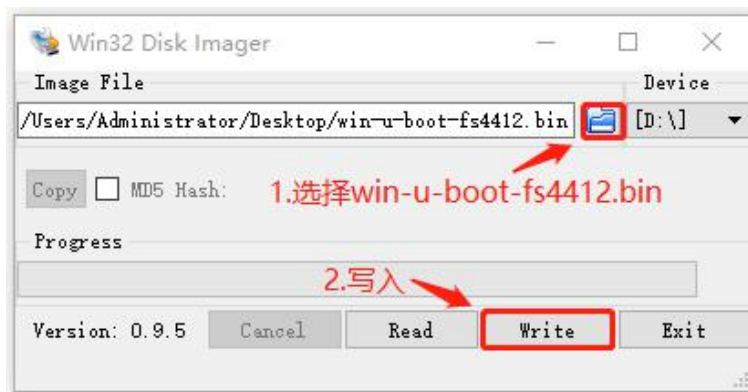 Win32 Disk Imager
Image File
Device
/Users/Administrator/Desktop/win-u-boot-fs4412.bin
[D:\]
Copy
MD5 Hash:
1.选择win-u-boot-fs4412.bin
Progress
2.写入
Version: 0.9.5
Cancel
Read
Write
Exit